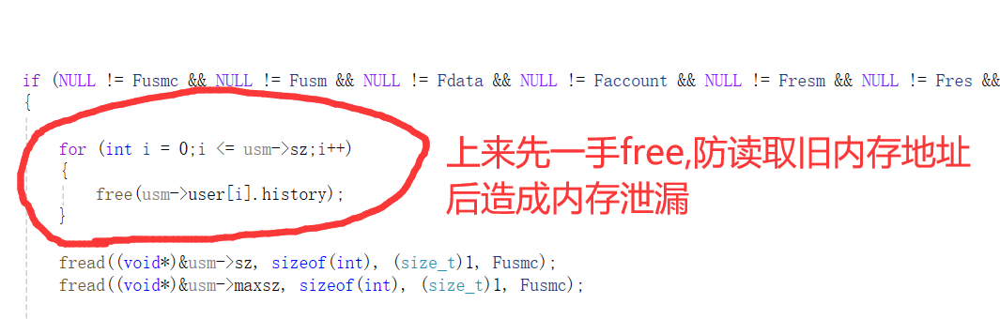 if (NULL != Fusmc && NULL != Fusm && NULL != Fdata && NULL != Faccount && NULL != Fresm && NULL != Fres &&
{
for (int i = 0;i <= usm->sz;i++)
{
free(usm->user[i].history);
}
上来先一手free,防读取旧内存地址
后造成内存泄漏
fread((void*)&usm->sz, sizeof(int), (size_t)1, Fusmc);
fread((void*)&usm->maxsz, sizeof(int), (size_t)1, Fusmc);